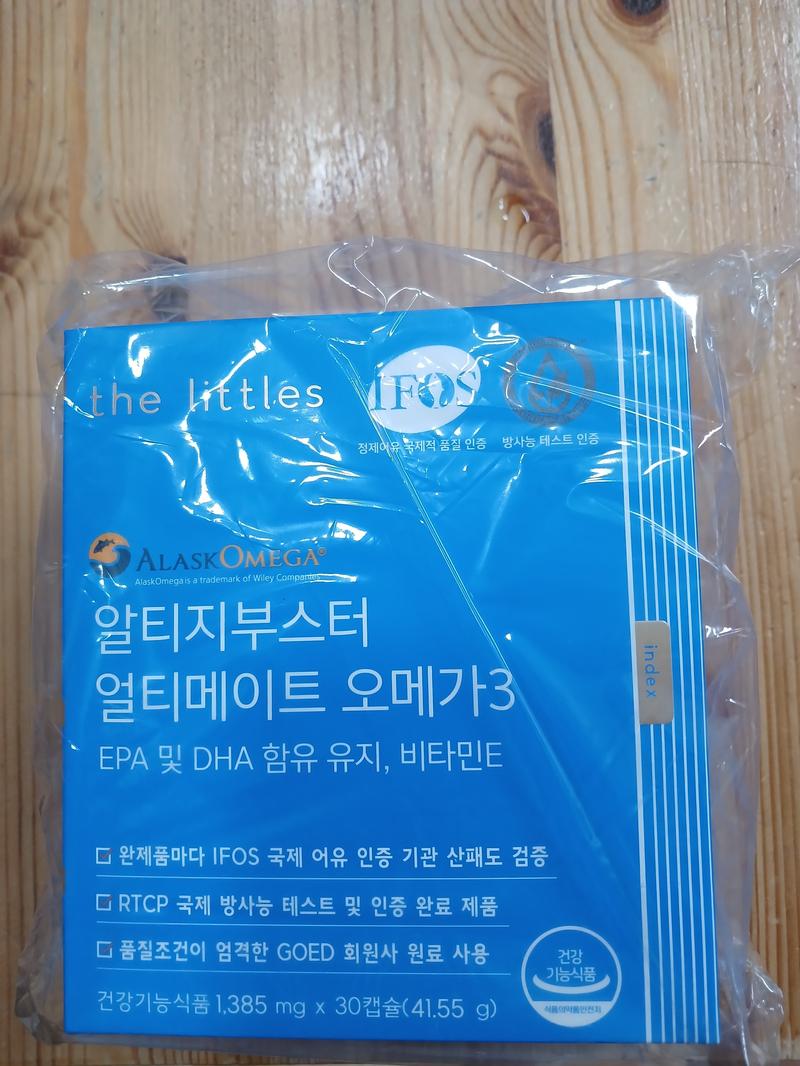 the littles
IFOS
정제어유 국제적 품질 인증
방사능 테스트 인증
ALASKOMEGA®
AlaskOmega is a trademark of Wiley Companies
알티지부스터
얼티메이트 오메가3
EPA 및 DHA 함유 유지, 비타민E
index
완제품마다 IFOS 국제 어유 인증 기관 산패도 검증
RTCP 국제 방사능 테스트 및 인증 완료 제품
품질조건이 엄격한 GOED 회원사 원료 사용
건강기능식품 1,385 mg x 30캡슐(41.55 g)
건강
기능식품
식품의약품안전처